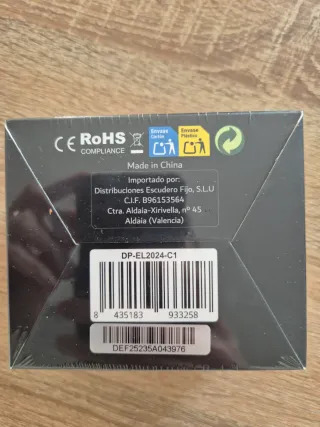 CE RoHS
COMPLIANCE
Envase
Cartón
Envase
Plástico
Made in China
Importado por:
Distribuciones Escudero Fijo, S.L.U
C.I.F. B96153564
Ctra. Aldaia-Xirivella, nº 45
Aldaia (Valencia)
DP-EL2024-C1
8 435183 933258
DEF25235A043976